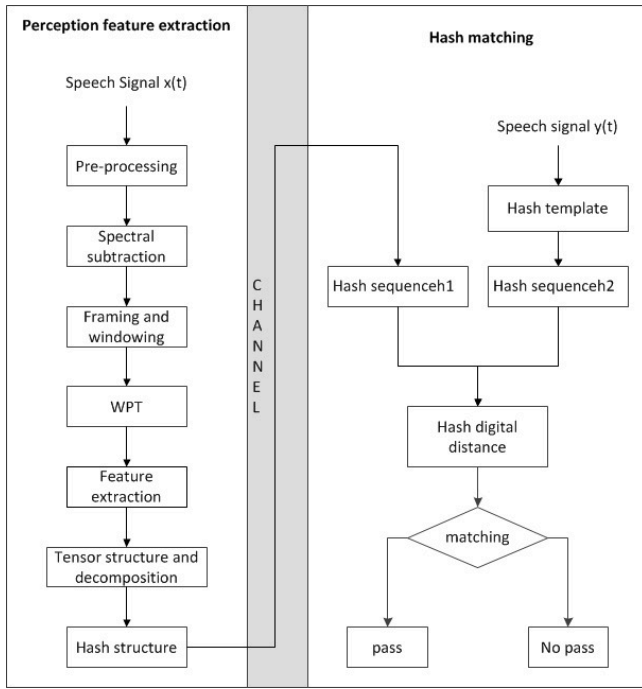 Perception feature extraction
Speech Signal x(t)
Pre-processing
Spectral
subtraction
Framing and
windowing
WPT
Feature
extraction
Tensor structure and
decomposition
Hash structure
C
H
A
N
N
E
L
Hash matching
Speech signal y(t)
Hash template
Hash sequenceh1
Hash sequenceh2
Hash digital
distance
matching
pass
No pass